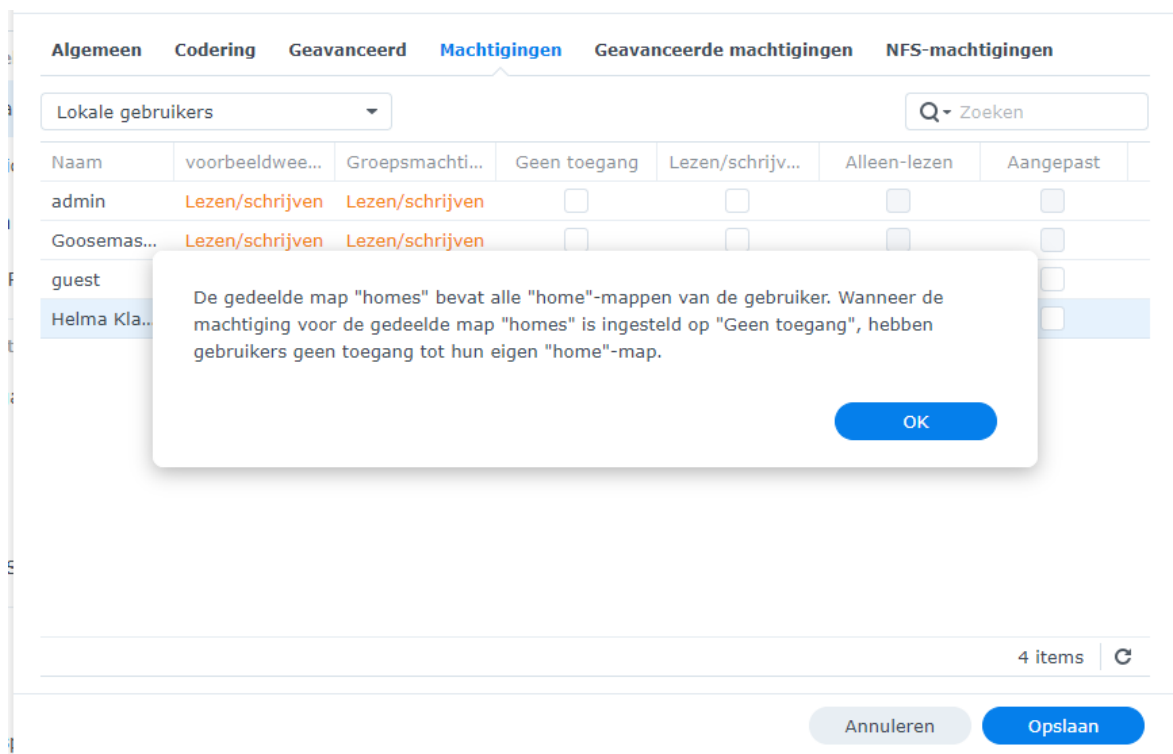 Algemeen Codering Geavanceerd Machtigingen Geavanceerde machtigingen NFS-machtigingen
Lokale gebruikers Zoeken
Naam voorbeeldwee... Groepsmachti... Geen toegang Lezen/schrijv... Alleen-lezen Aangepast
admin Lezen/schrijven Lezen/schrijven
Goosemas... Lezen/schrijven Lezen/schrijven
guest
Helma Kla...
De gedeelde map "homes" bevat alle "home"-mappen van de gebruiker. Wanneer de
machtiging voor de gedeelde map "homes" is ingesteld op "Geen toegang", hebben
gebruikers geen toegang tot hun eigen "home"-map.
OK
4 items
Annuleren Opslaan